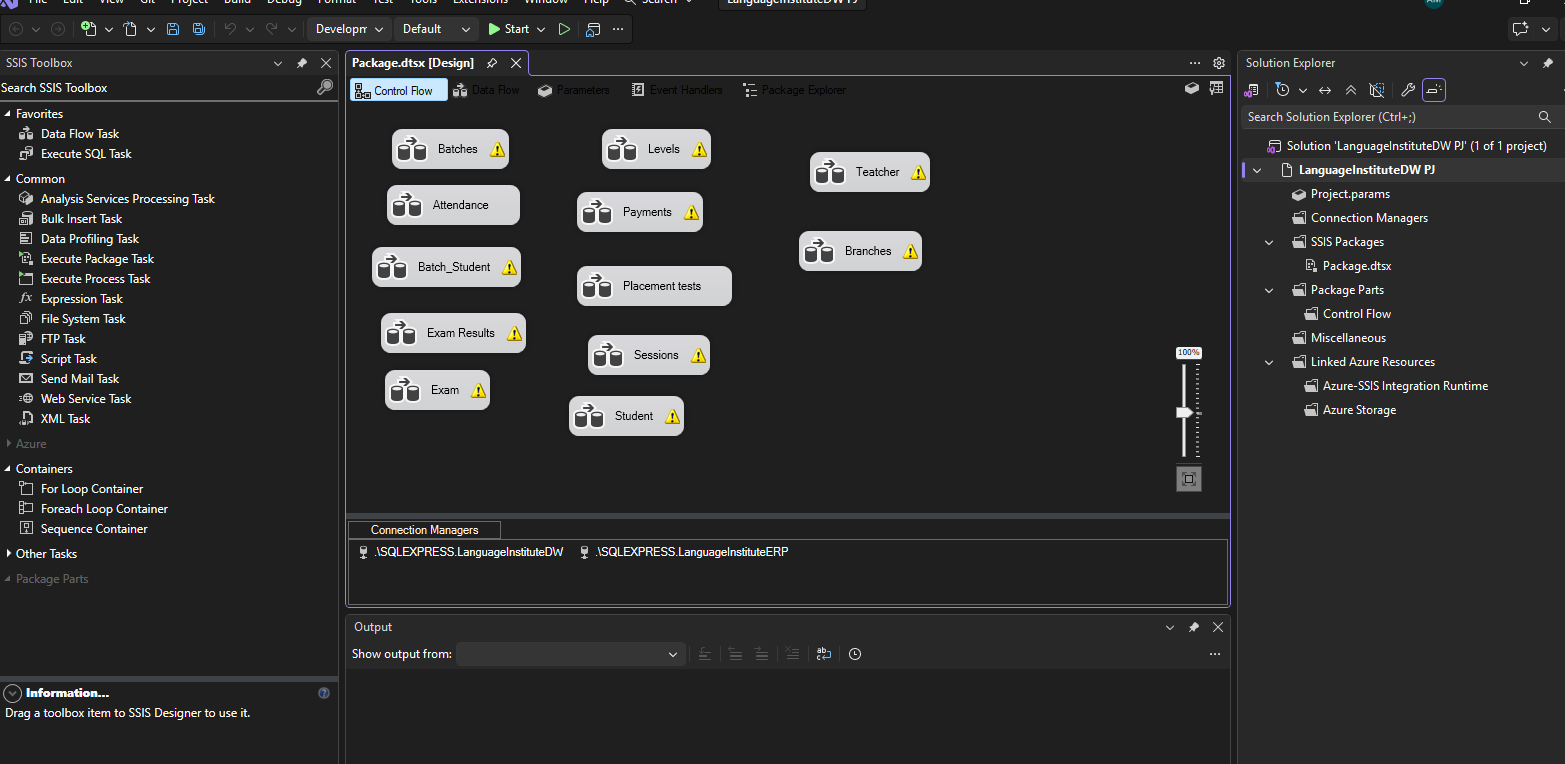 File Edit View Git Project Build Debug Format Test Tools Extensions Window Help Search LanguageInstituteDW PJ
AM
Developm Default Start
SSIS Toolbox
Search SSIS Toolbox
Favorites
Data Flow Task
Execute SQL Task
Common
Analysis Services Processing Task
Bulk Insert Task
Data Profiling Task
Execute Package Task
Execute Process Task
Expression Task
File System Task
FTP Task
Script Task
Send Mail Task
Web Service Task
XML Task
Azure
Containers
For Loop Container
Foreach Loop Container
Sequence Container
Other Tasks
Package Parts
Information...
Drag a toolbox item to SSIS Designer to use it.
Package.dtsx [Design]
Control Flow Data Flow Parameters Event Handlers Package Explorer
Batches
Attendance
Batch_Student
Exam Results
Exam
Levels
Payments
Placement tests
Sessions
Student
Teatcher
Branches
100%
Connection Managers
.\SQLEXPRESS.LanguageInstituteDW .\SQLEXPRESS.LanguageInstituteERP
Output
Show output from:
Solution Explorer
Search Solution Explorer (Ctrl+;)
Solution 'LanguageInstituteDW PJ' (1 of 1 project)
LanguageInstituteDW PJ
Project.params
Connection Managers
SSIS Packages
Package.dtsx
Package Parts
Control Flow
Miscellaneous
Linked Azure Resources
Azure-SSIS Integration Runtime
Azure Storage